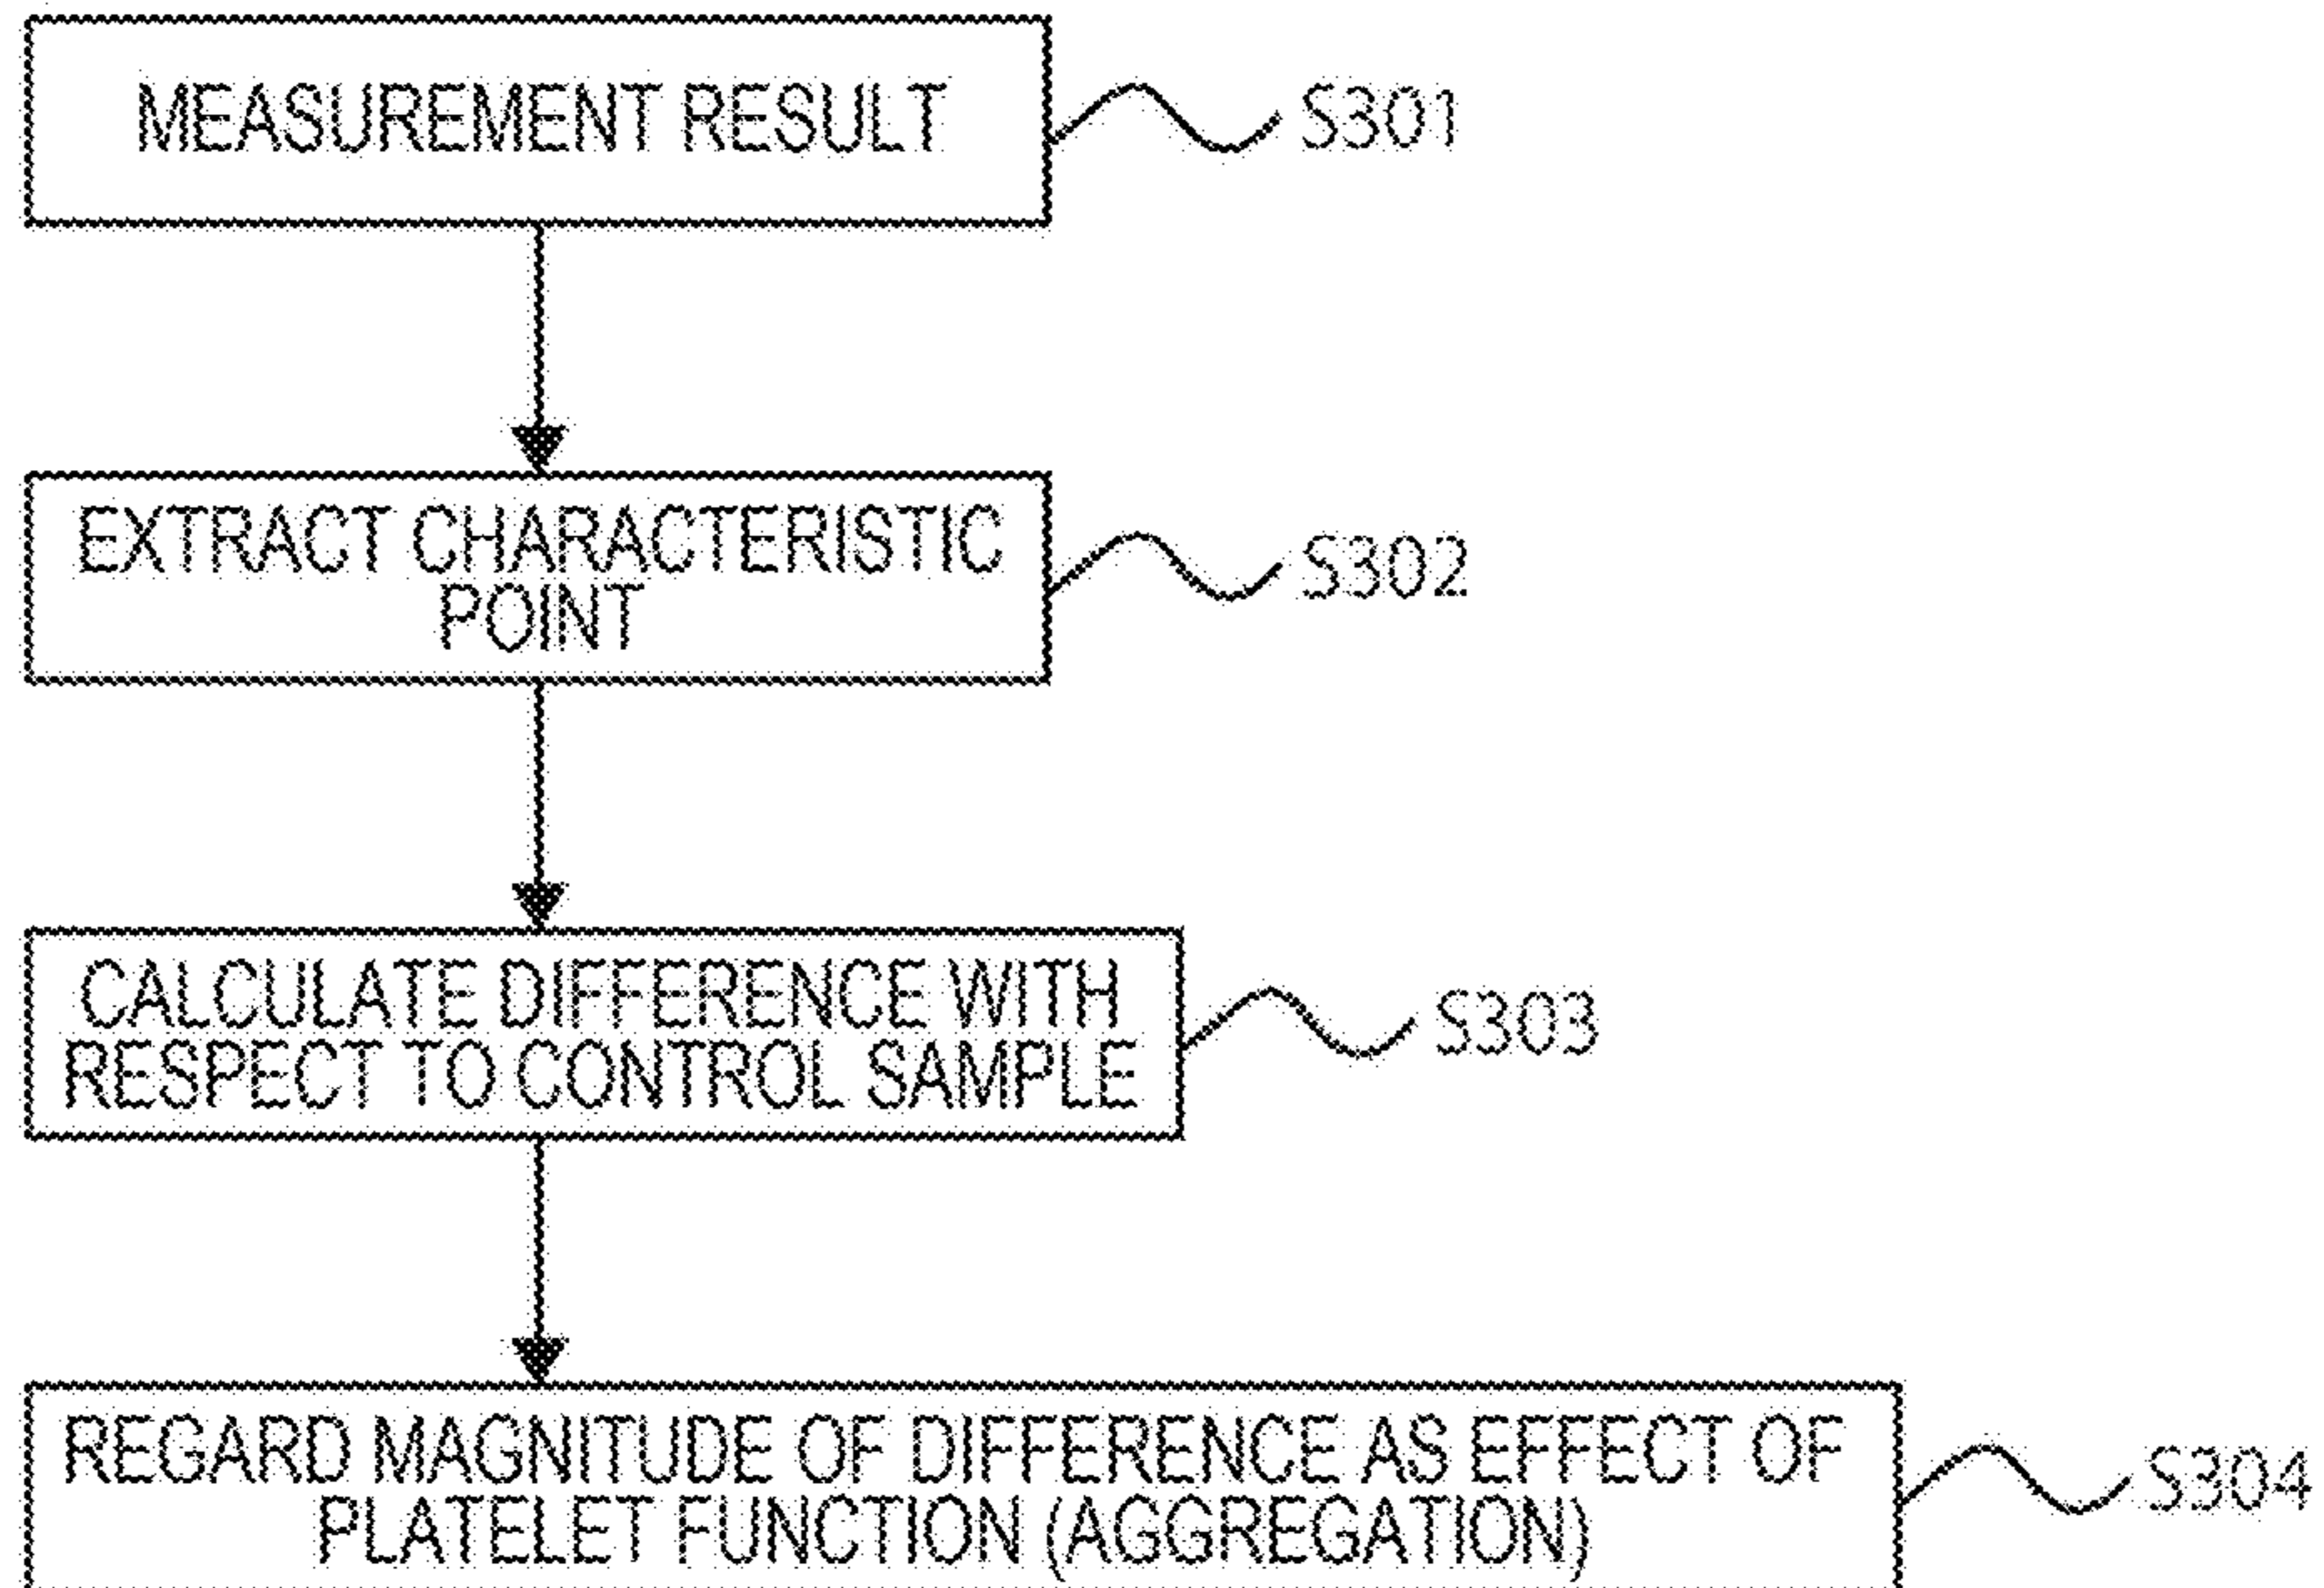 MEASUREMENT RESULT
S301
EXTRACT CHARACTERISTIC
POINT
S302
CALCULATE DIFFERENCE WITH
RESPECT TO CONTROL SAMPLE
S303
REGARD MAGNITUDE OF DIFFERENCE AS EFFECT OF
PLATELET FUNCTION (AGGREGATION)
S304